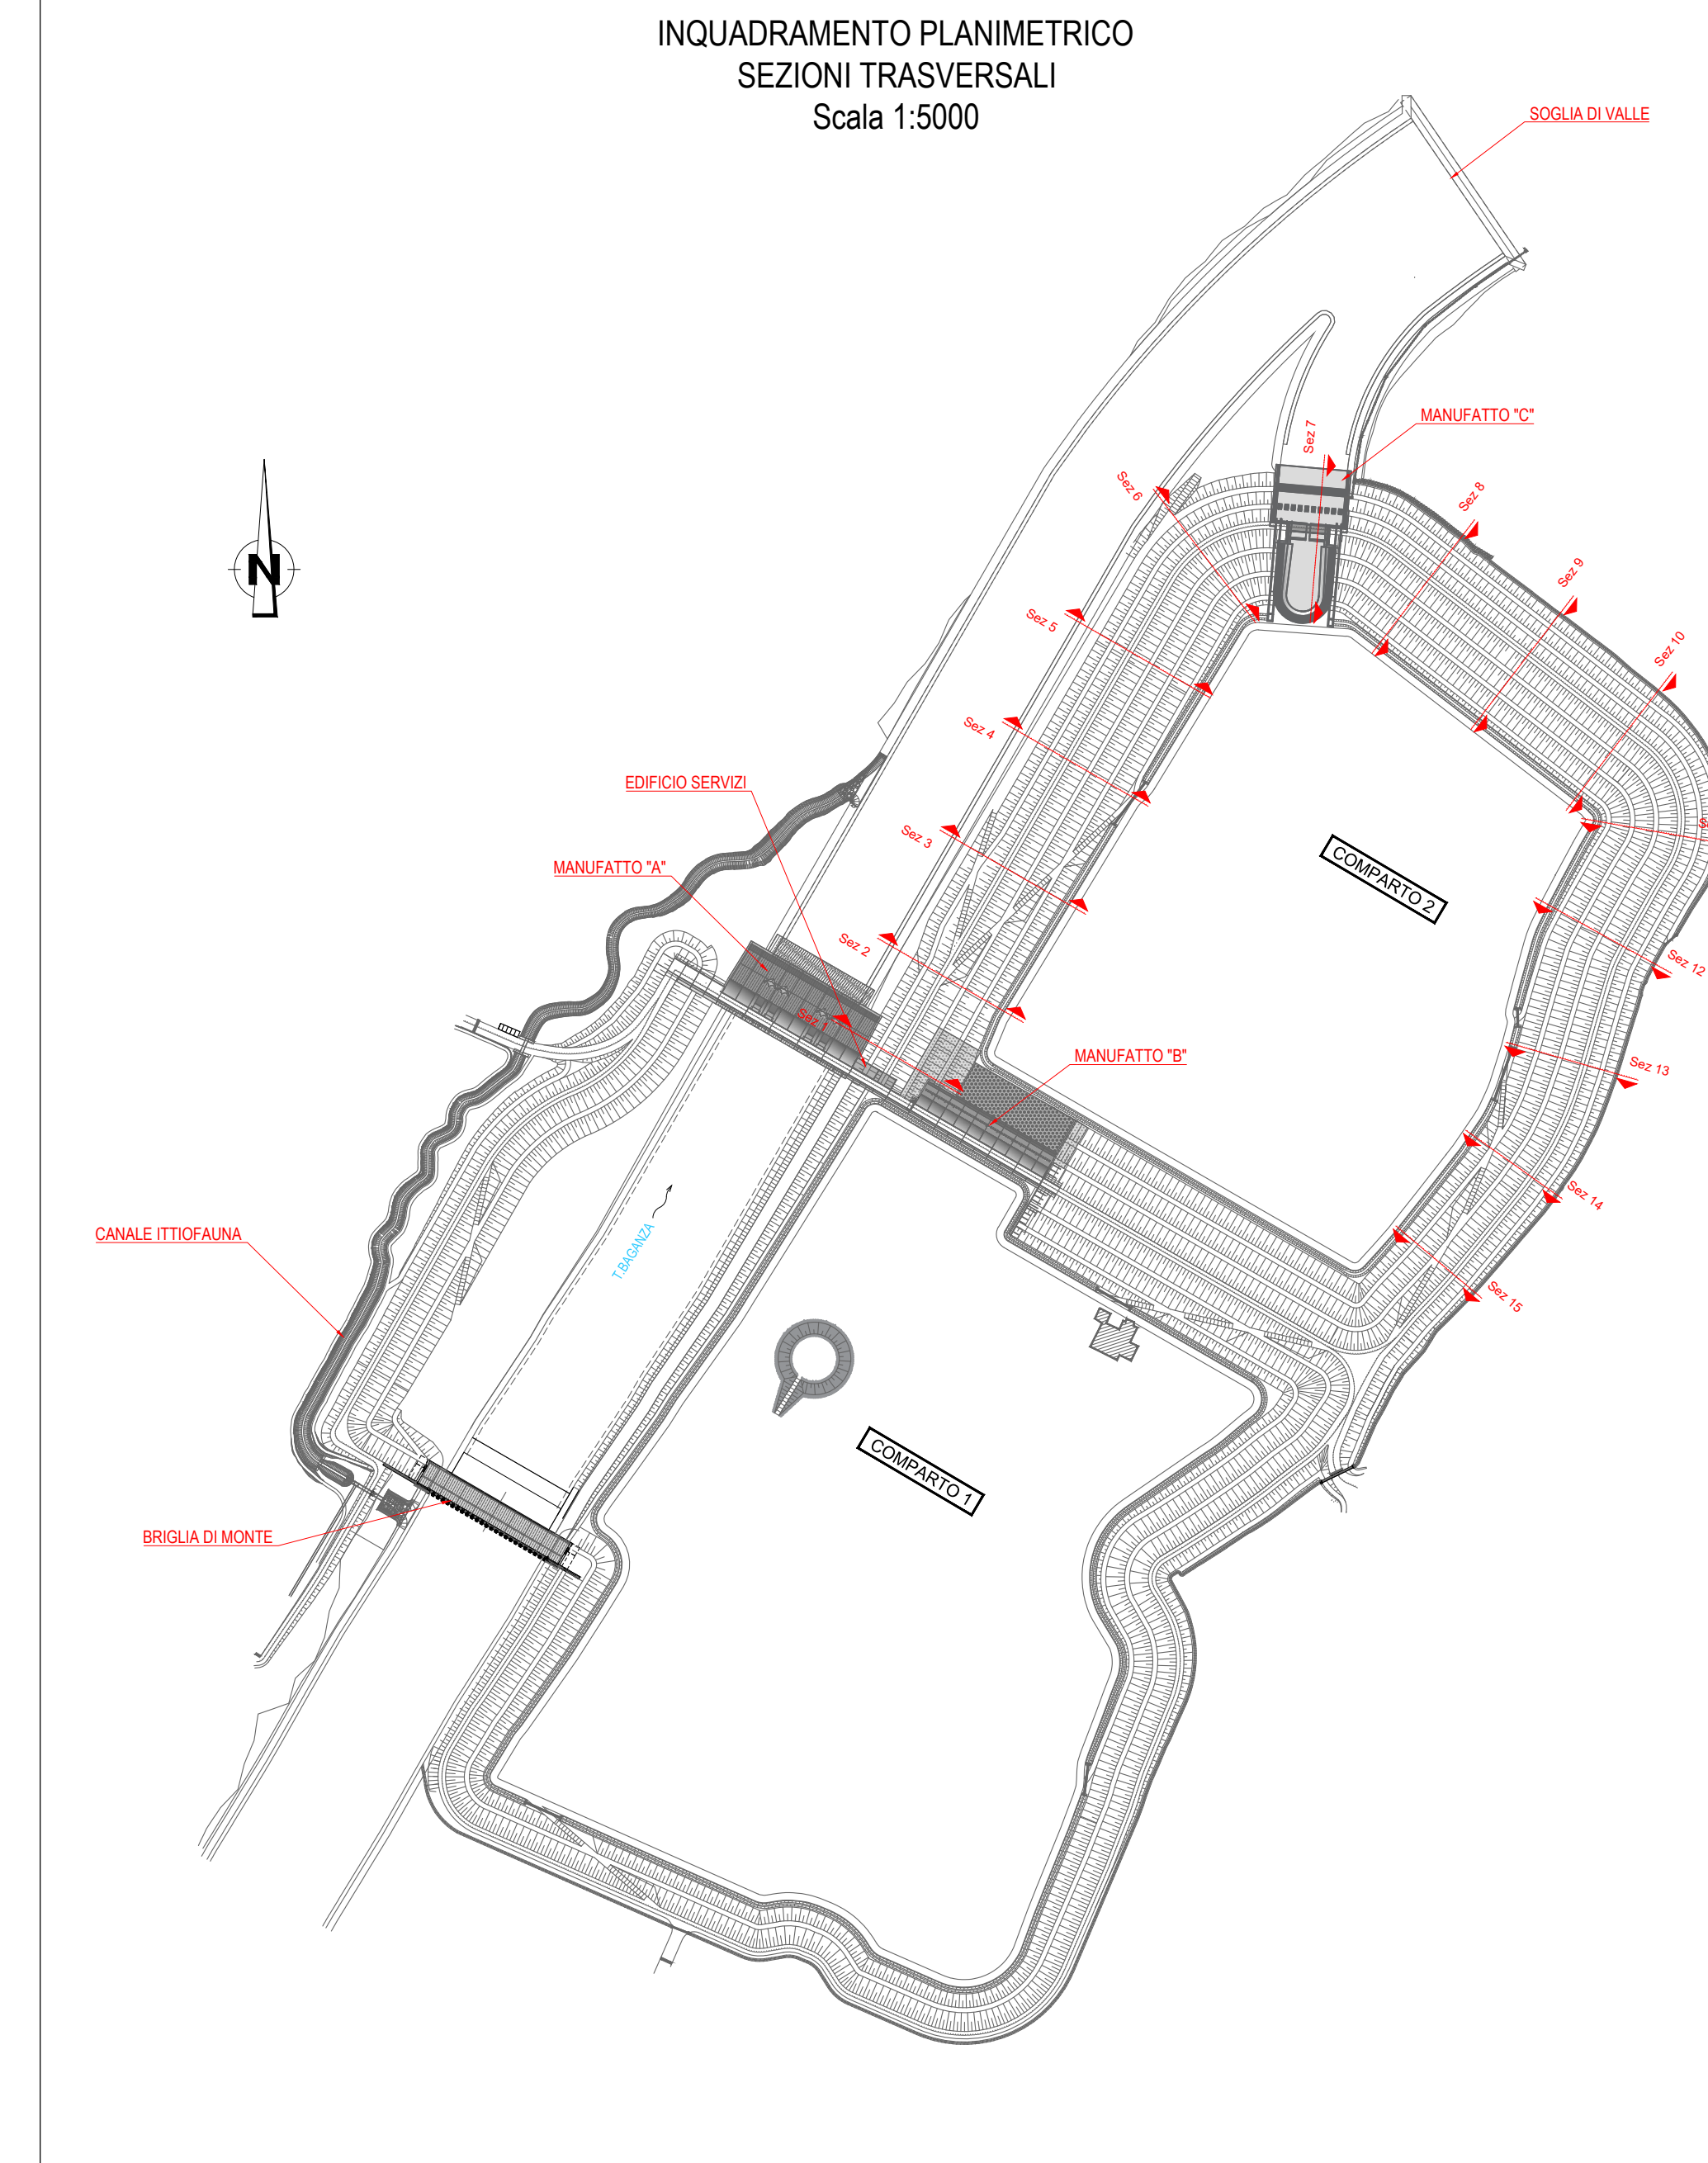 INQUADRAMENTO PLANIMETRICO
SEZIONI TRASVERSALI
Scala 1:5000
SOGLIA DI VALLE
MANUFATTO "C"
Sez 7
Sez 6
Sez 8
N
Sez 9
Sez 5
Sez 10
Sez 4
EDIFICIO SERVIZI
Sez 3
MANUFATTO "A"
COMPARTO 2
Sez 2
Sez 12
Sez 1
MANUFATTO "B"
Sez 13
Sez 14
T.BAGANZA
CANALE ITTIOFAUNA
Sez 15
COMPARTO 1
BRIGLIA DI MONTE